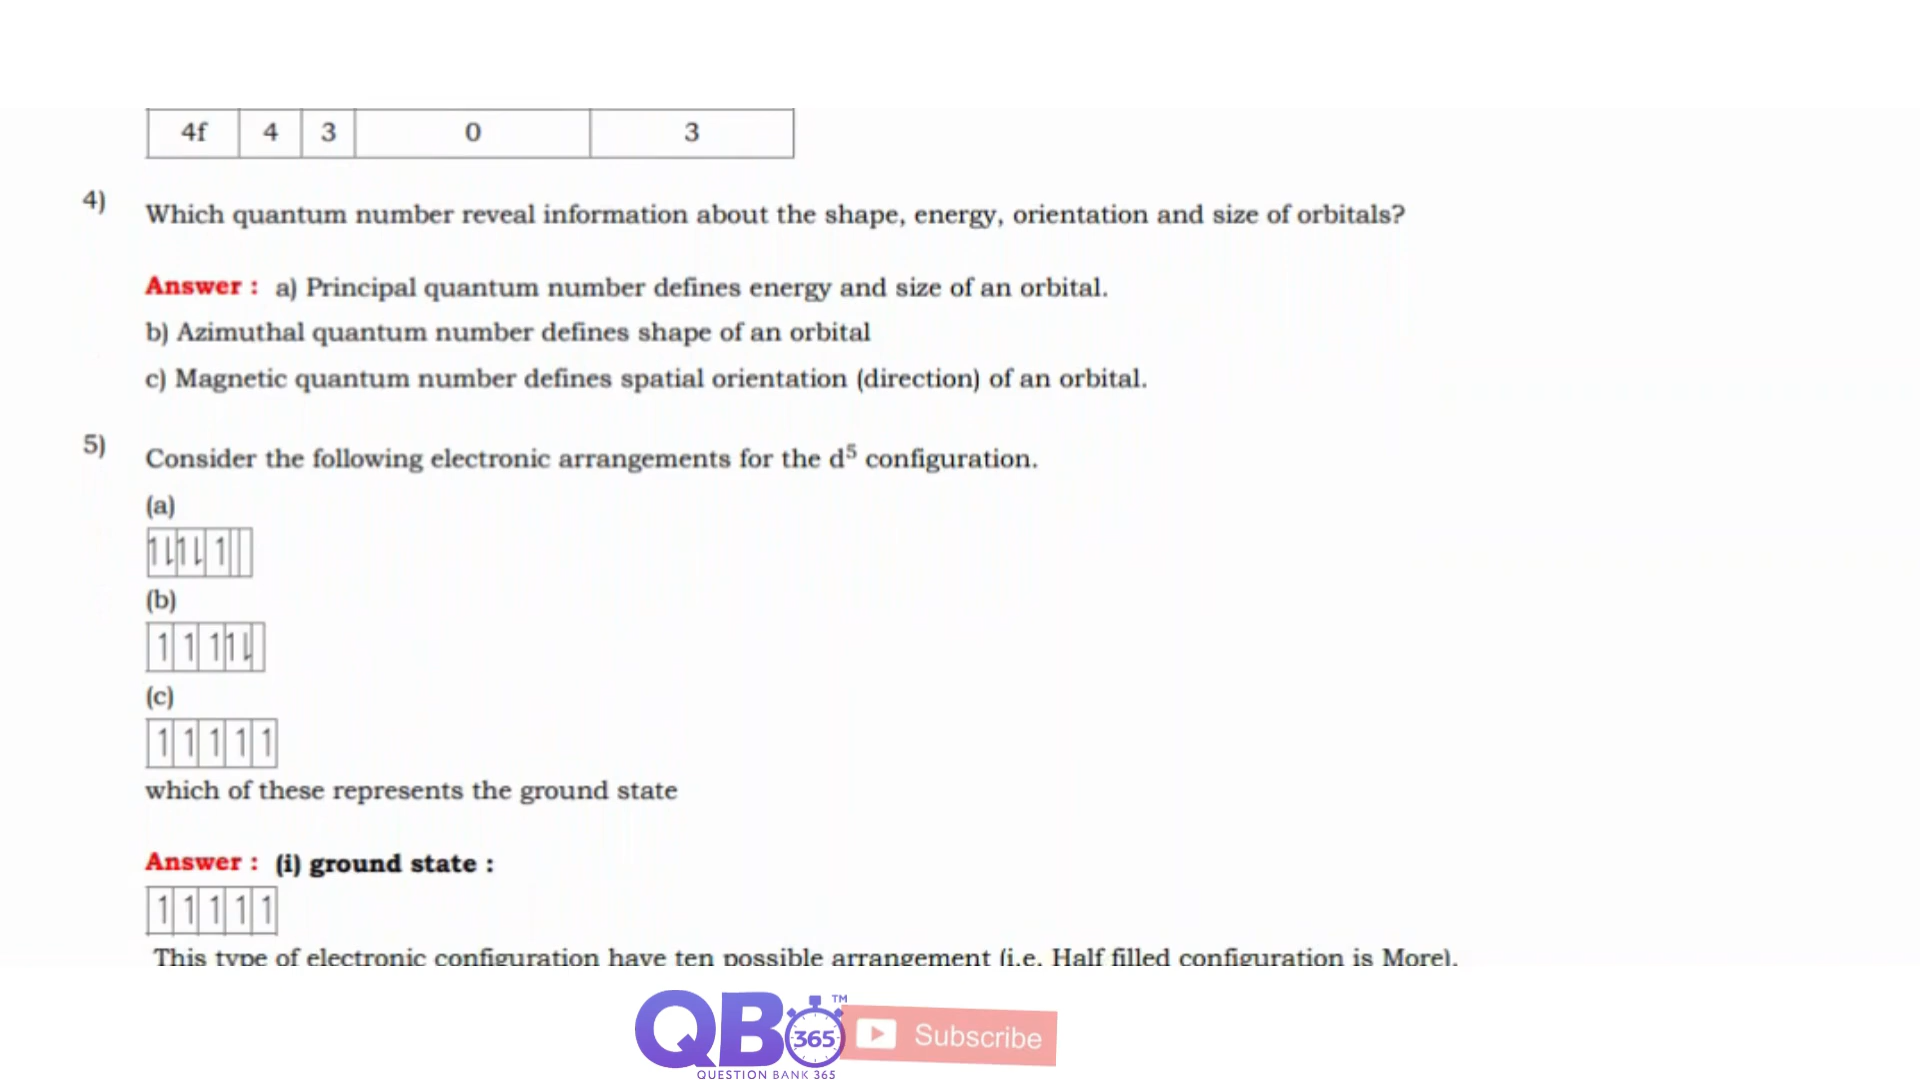 4f 4 3 0 3
4) Which quantum number reveal information about the shape, energy, orientation and size of orbitals?
Answer : a) Principal quantum number defines energy and size of an orbital.
b) Azimuthal quantum number defines shape of an orbital
c) Magnetic quantum number defines spatial orientation (direction) of an orbital.
5) Consider the following electronic arrangements for the d⁵ configuration.
(a)
↿⇂ ↿⇂ ↿
(b)
↿ ↿ ↿ ↿⇂
(c)
↿ ↿ ↿ ↿ ↿
which of these represents the ground state
Answer : (i) ground state :
↿ ↿ ↿ ↿ ↿
This type of electronic configuration have ten possible arrangement (i.e. Half filled configuration is More).
QB 365 ™
QUESTION BANK 365
Subscribe